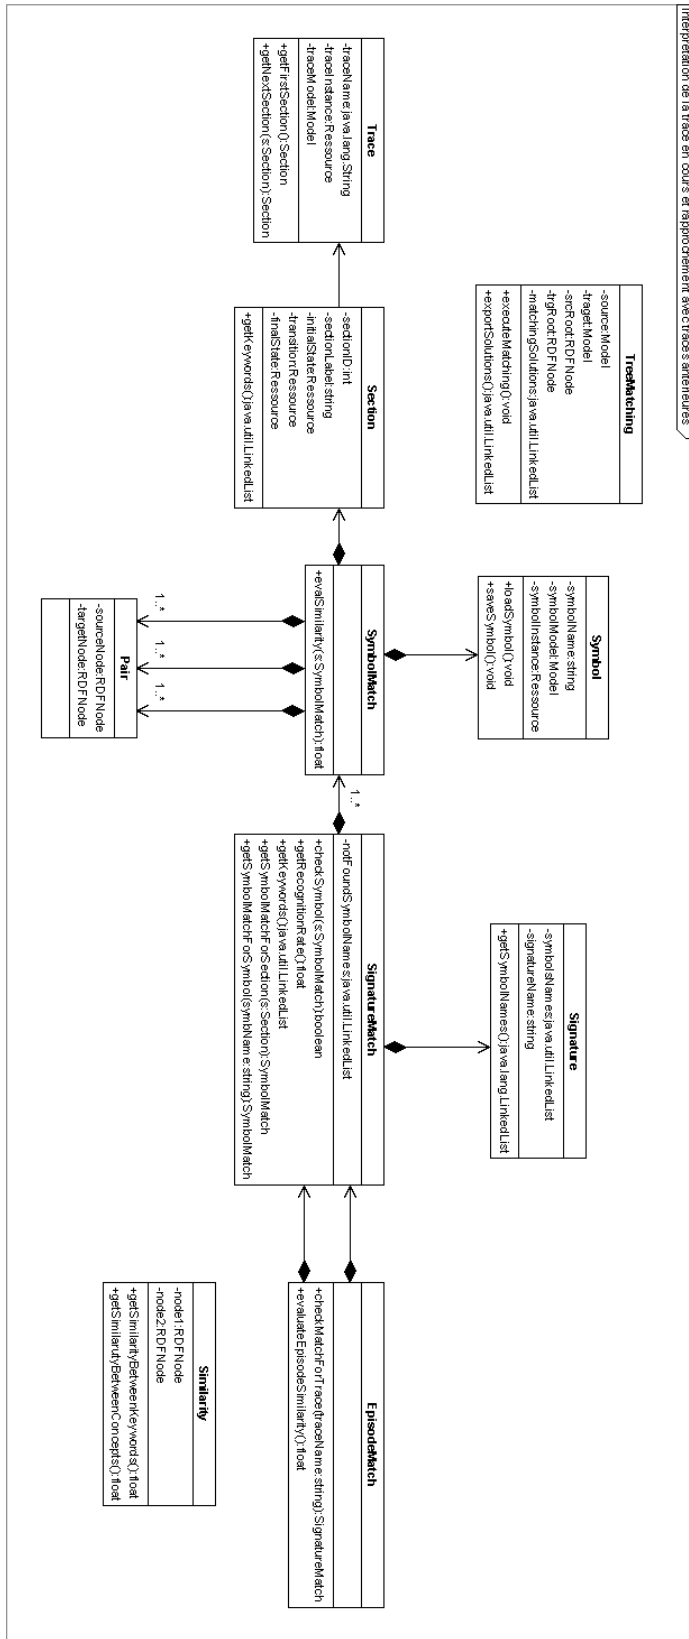 Interprétation de la trace en cours et rapprochement avec traces antérieures
TreeMatching
-source:Model
-traget:Model
-srcRoot:RDFNode
-trgRoot:RDFNode
-matchingSolutions:java.util.LinkedList
+executeMatching():void
+exportSolutions():java.util.LinkedList
Symbol
-symbolName:string
-symbolModel:Model
-symbolInstance:Ressource
+loadSymbol():void
+saveSymbol():void
Signature
-symbolsNames:java.util.LinkedList
-signatureName:string
+getSymbolNames():java.lang.LinkedList
Trace
-traceName:java.lang.String
-traceInstance:Ressource
-traceModel:Model
+getFirstSection():Section
+getNextSection(s:Section):Section
Section
-sectionID:int
-sectionLabel:string
-initialState:Ressource
-transition:Ressource
-finalState:Ressource
+getKeywords():java.util.LinkedList
SymbolMatch
+evalSimilarity(s:SymbolMatch):float
1..*
SignatureMatch
-notFoundSymbolNames:java.util.LinkedList
+checkSymbol(s:SymbolMatch):boolean
+getRecognitionRate():float
+getKeywords():java.util.LinkedList
+getSymbolMatchForSection(s:Section):SymbolMatch
+getSymbolMatchForSymbol(symbName:string):SymbolMatch
EpisodeMatch
+checkMatchForTrace(traceName:string):SignatureMatch
+evaluateEpisodeSimilarity():float
1..*
1..*
1..*
Pair
-sourceNode:RDFNode
-targetNode:RDFNode
Similarity
-node1:RDFNode
-node2:RDFNode
+getSimilarityBetweenKeywords():float
+getSimilarutyBetweenConcepts():float